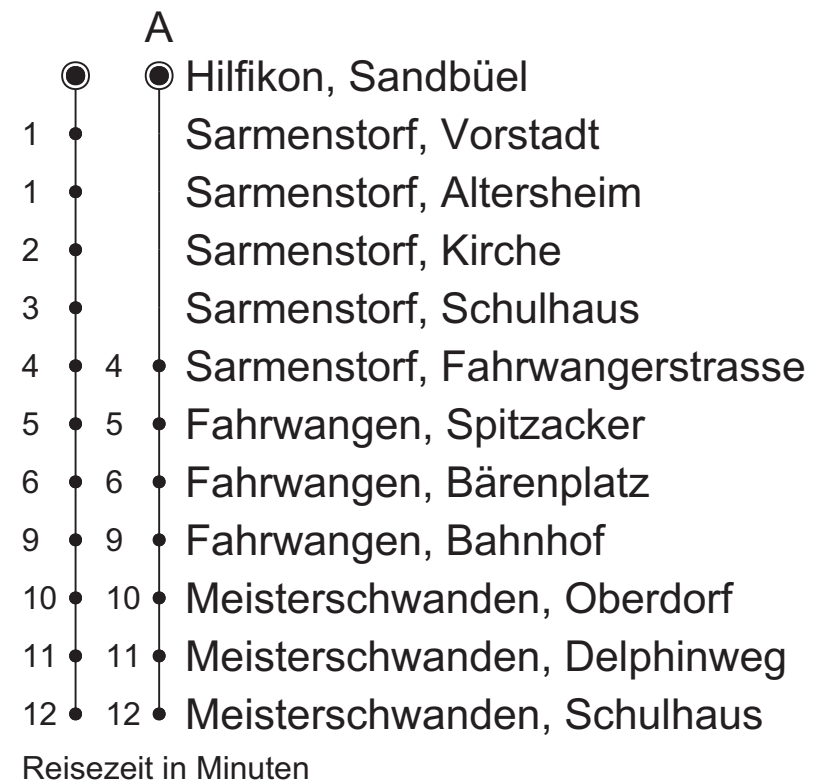 A
Hilfikon, Sandbüel
1 Sarmenstorf, Vorstadt
1 Sarmenstorf, Altersheim
2 Sarmenstorf, Kirche
3 Sarmenstorf, Schulhaus
4 4 Sarmenstorf, Fahrwangerstrasse
5 5 Fahrwangen, Spitzacker
6 6 Fahrwangen, Bärenplatz
9 9 Fahrwangen, Bahnhof
10 10 Meisterschwanden, Oberdorf
11 11 Meisterschwanden, Delphinweg
12 12 Meisterschwanden, Schulhaus
Reisezeit in Minuten